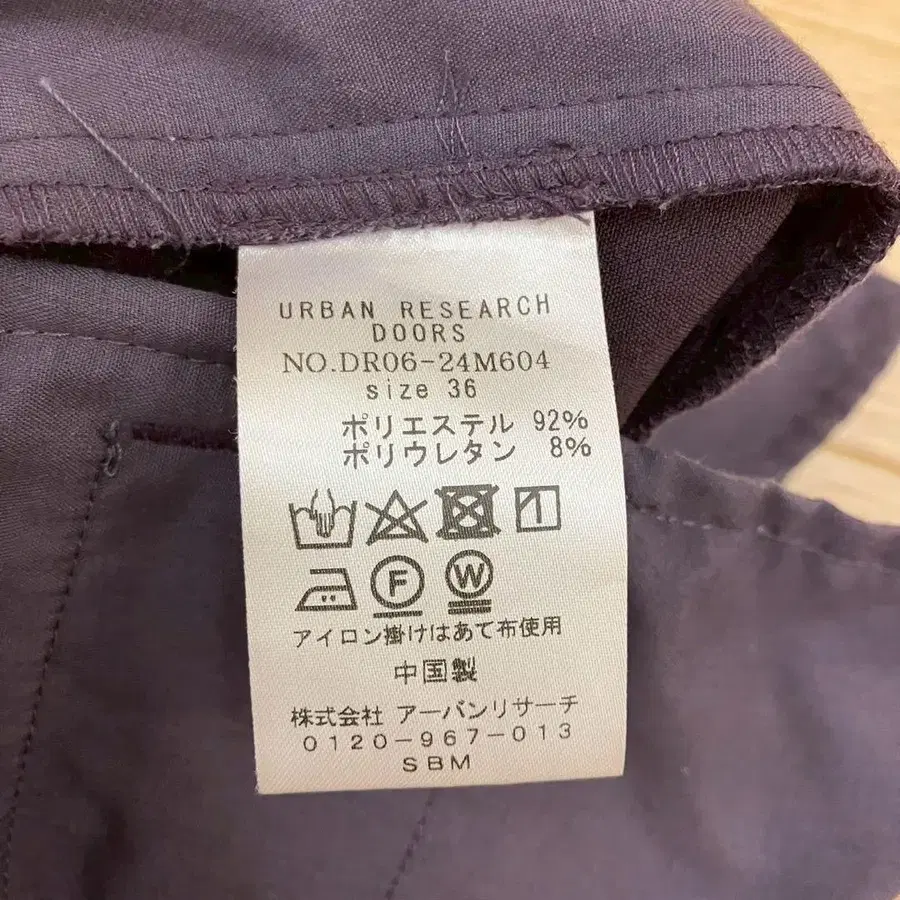 URBAN RESEARCH
DOORS
NO.DR06-24M604
size 36
ポリエステル 92%
ポリウレタン 8%
F W
アイロン掛けはあて布使用
中国製
株式会社 アーバンリサーチ
0120-967-013
SBM